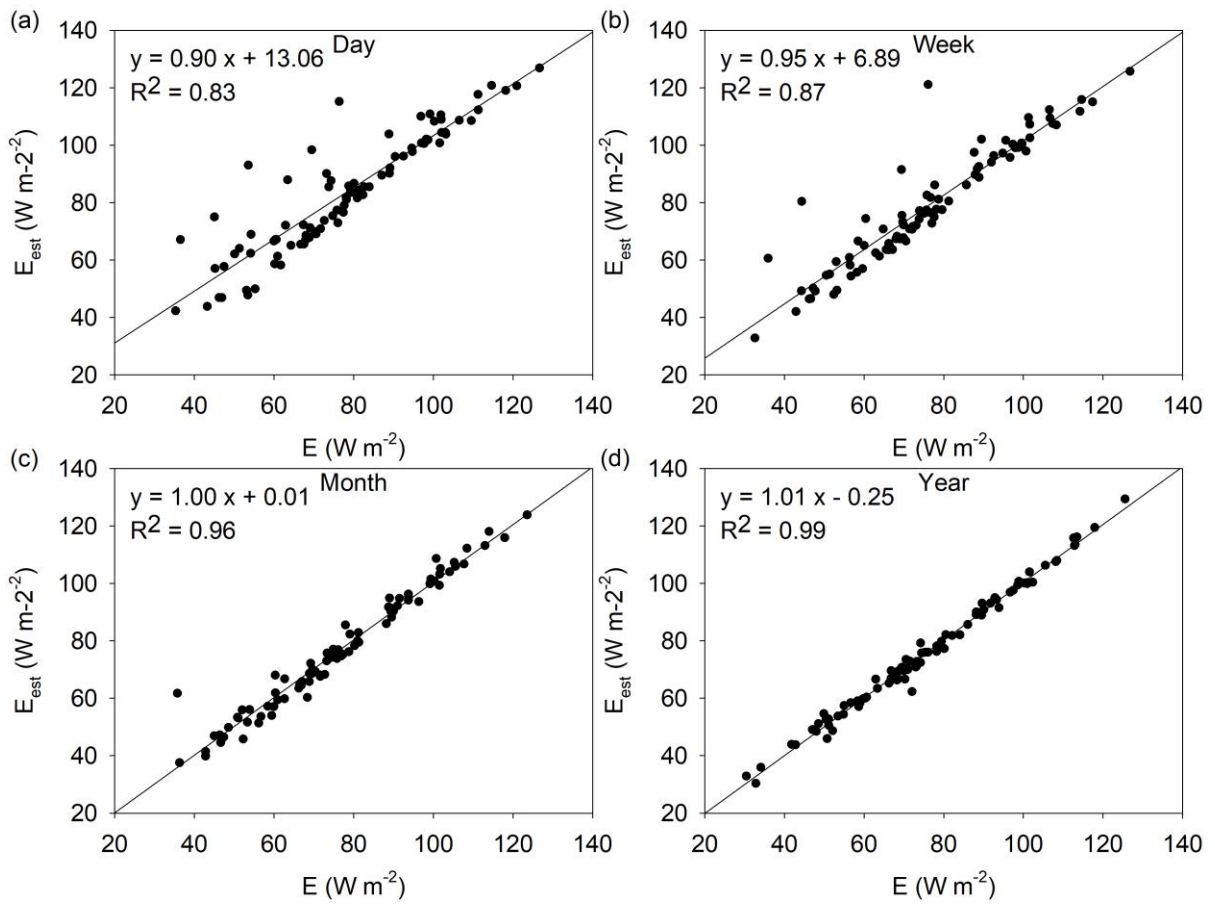 (a)
Day
y = 0.90 x + 13.06
R² = 0.83
140
120
100
80
60
40
20
E_est (W m-2⁻²)
20 40 60 80 100 120 140
E (W m⁻²)
(b)
Week
y = 0.95 x + 6.89
R² = 0.87
140
120
100
80
60
40
20
E_est (W m-2⁻²)
20 40 60 80 100 120 140
E (W m⁻²)
(c)
Month
y = 1.00 x + 0.01
R² = 0.96
140
120
100
80
60
40
20
E_est (W m-2⁻²)
20 40 60 80 100 120 140
E (W m⁻²)
(d)
Year
y = 1.01 x - 0.25
R² = 0.99
140
120
100
80
60
40
20
E_est (W m-2⁻²)
20 40 60 80 100 120 140
E (W m⁻²)